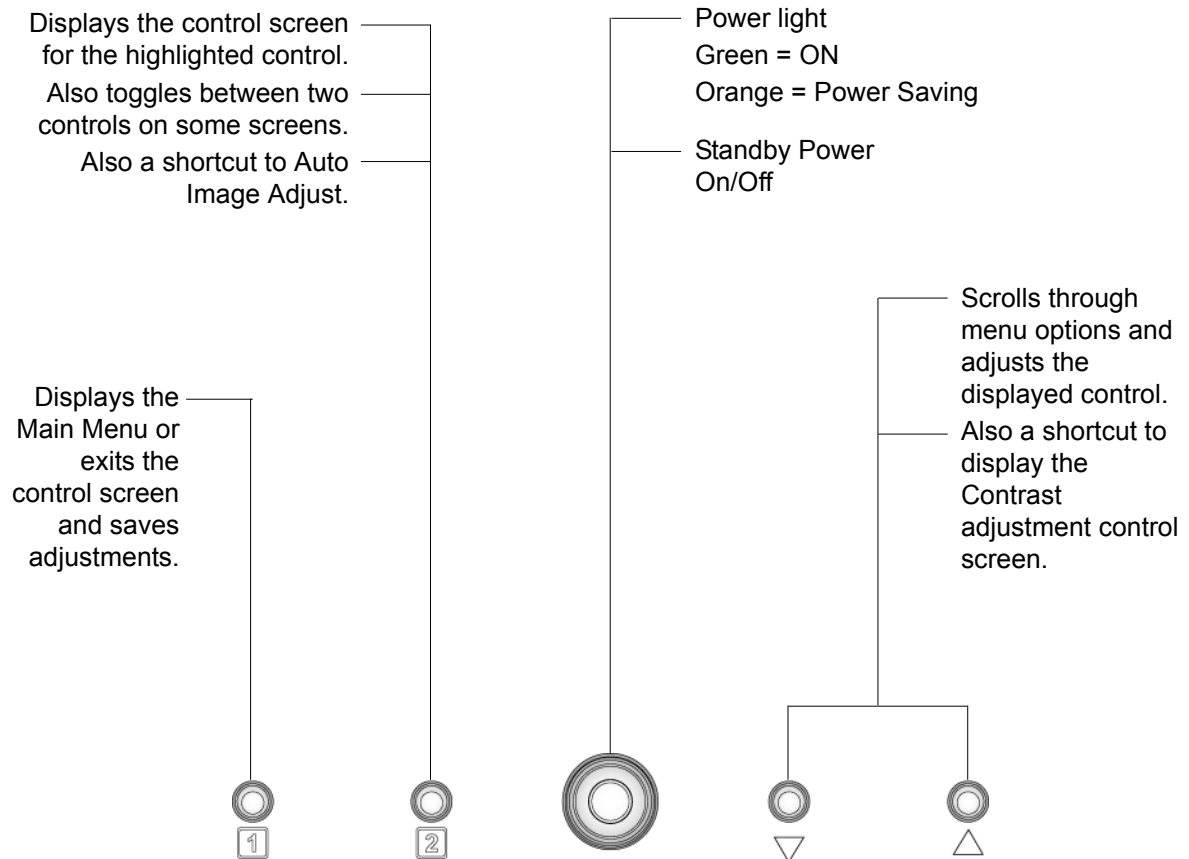 Displays the control screen
for the highlighted control.
Also toggles between two
controls on some screens.
Also a shortcut to Auto
Image Adjust.
Power light
Green = ON
Orange = Power Saving
Standby Power
On/Off
Displays the
Main Menu or
exits the
control screen
and saves
adjustments.
Scrolls through
menu options and
adjusts the
displayed control.
Also a shortcut to
display the
Contrast
adjustment control
screen.
1
2